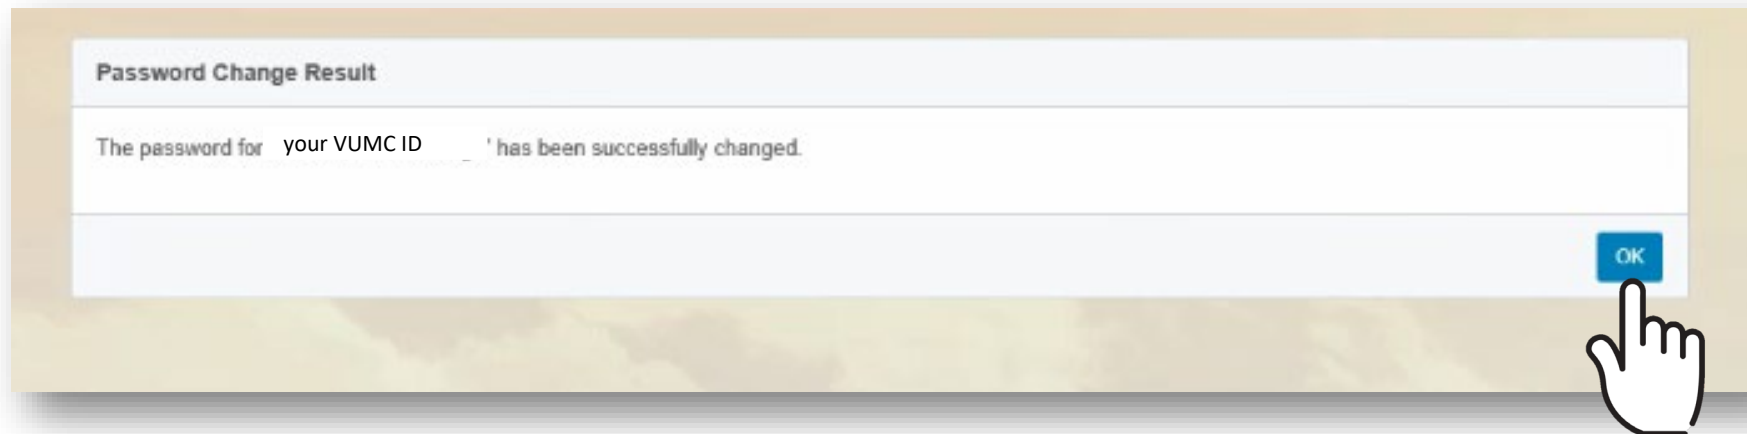 Password Change Result
The password for your VUMC ID ' has been successfully changed.
OK